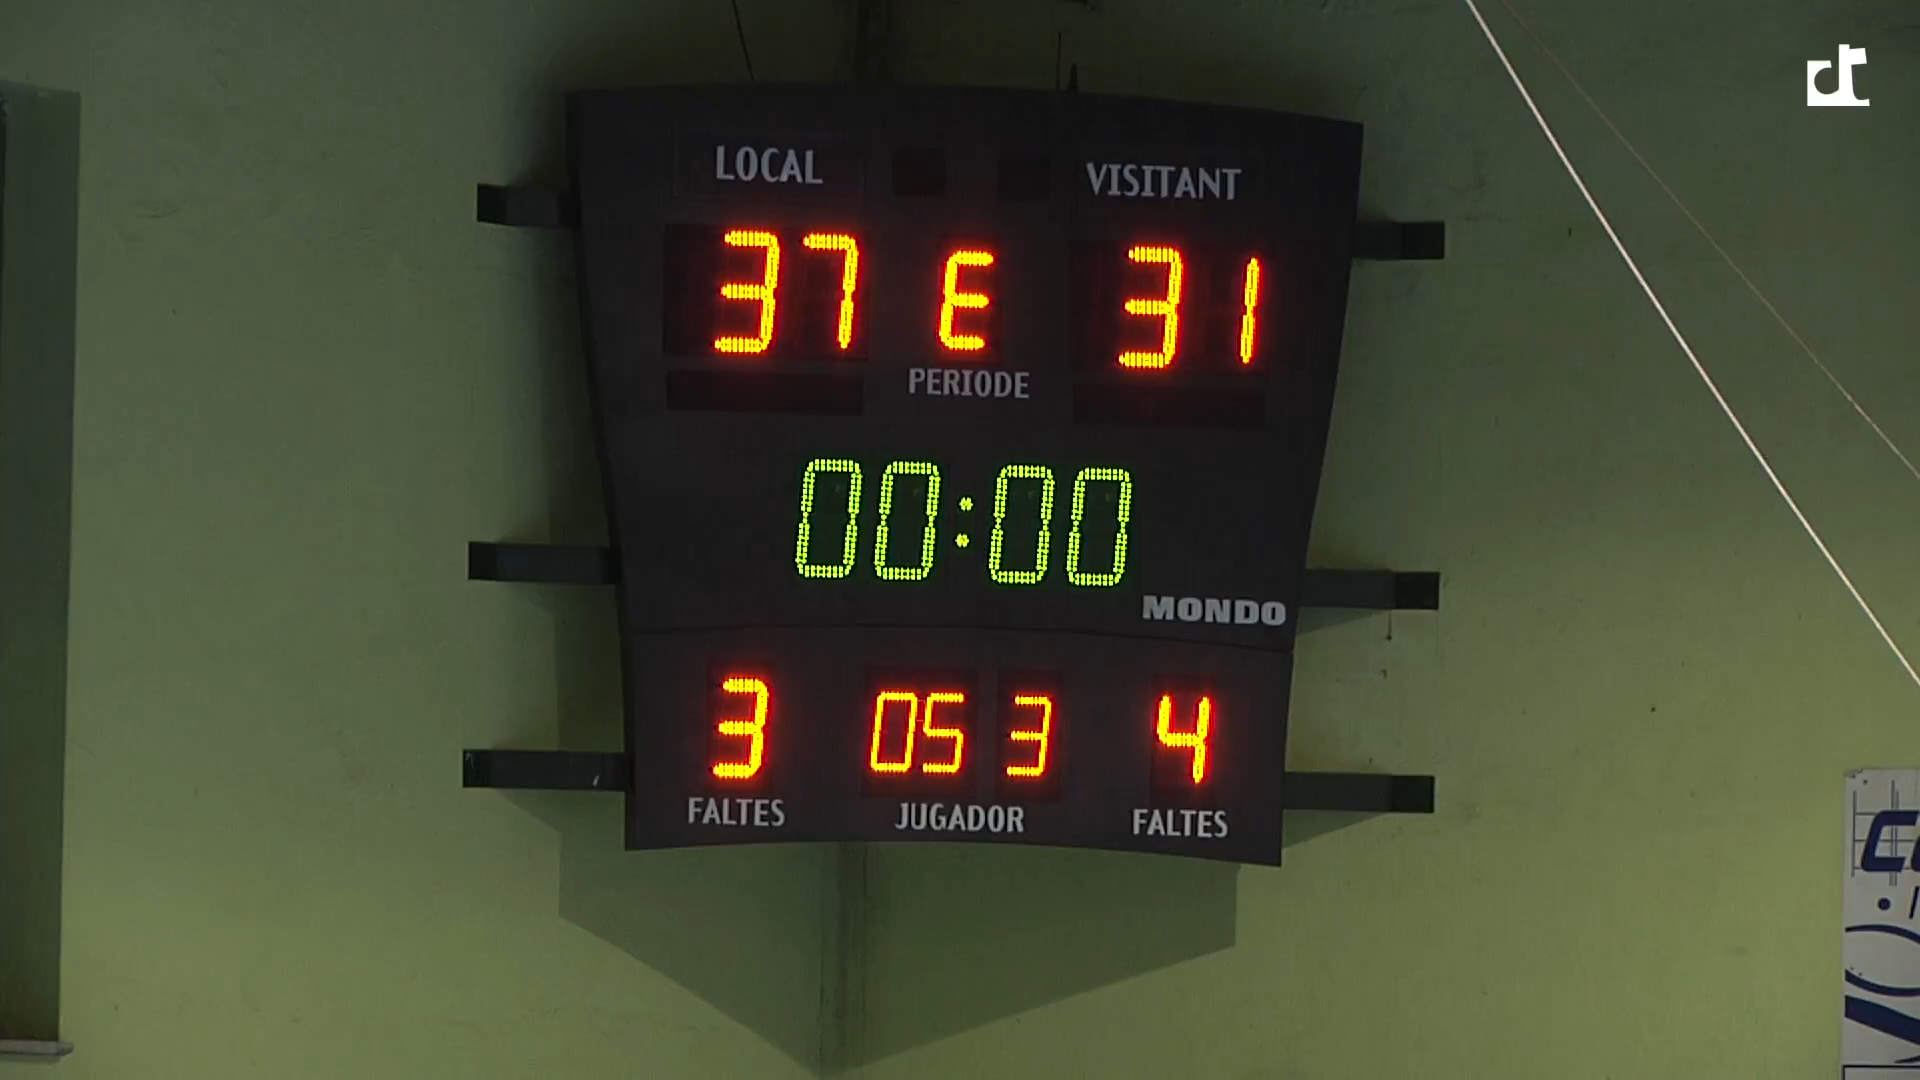 LOCAL VISITANT
37 E 31
PERIODE
00:00
MONDO
3 05 3 4
FALTES JUGADOR FALTES
dt